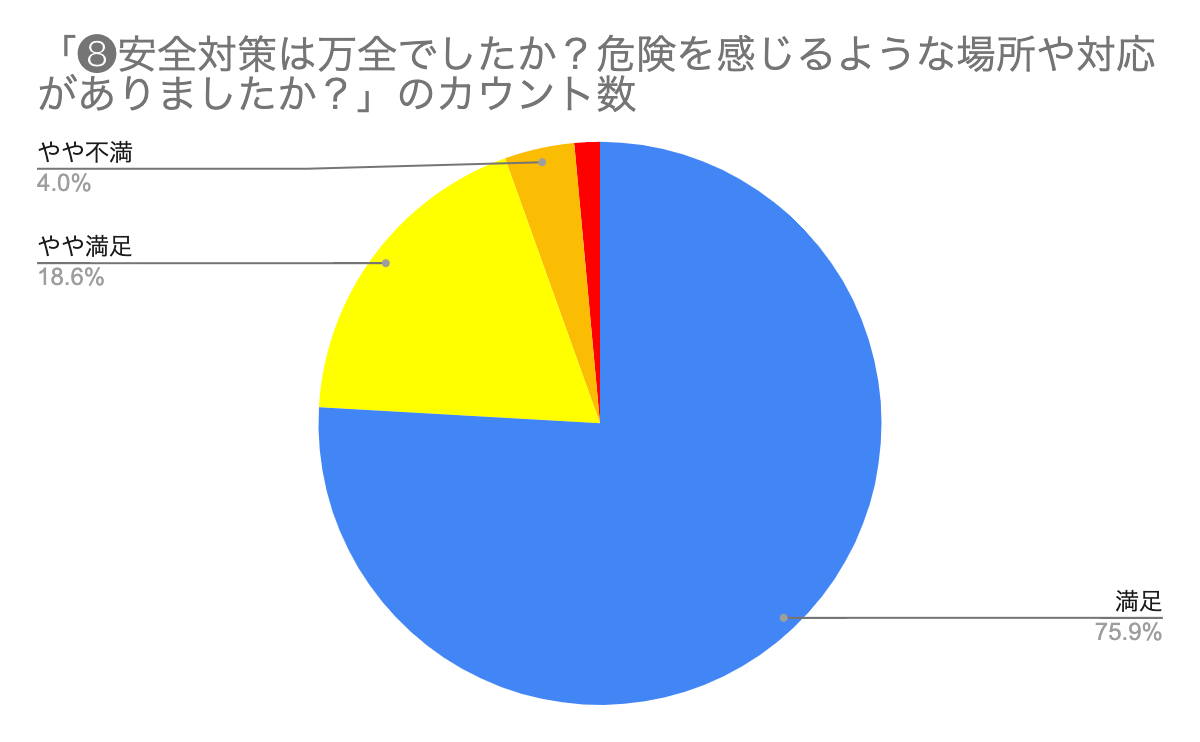 「❽安全対策は万全でしたか？危険を感じるような場所や対応
がありましたか？」のカウント数
やや不満
4.0%
やや満足
18.6%
満足
75.9%